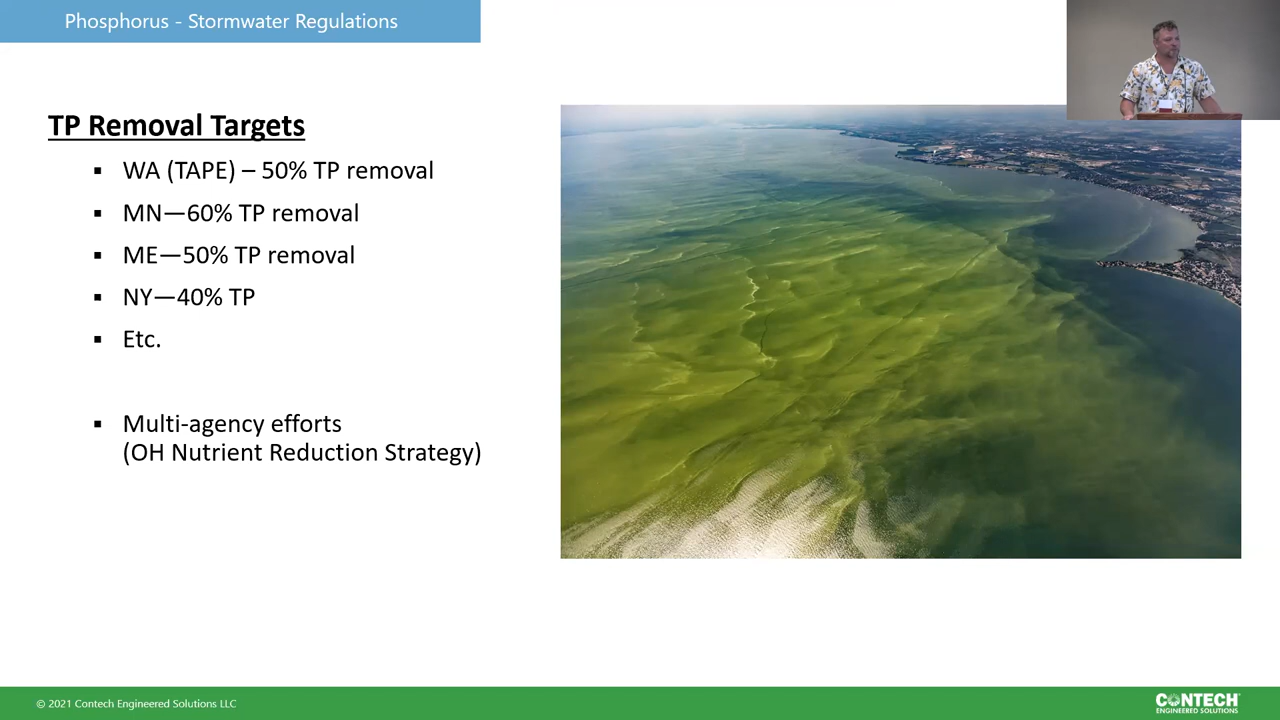 Phosphorus - Stormwater Regulations
TP Removal Targets
▪ WA (TAPE) – 50% TP removal
▪ MN—60% TP removal
▪ ME—50% TP removal
▪ NY—40% TP
▪ Etc.
▪ Multi-agency efforts
(OH Nutrient Reduction Strategy)
© 2021 Contech Engineered Solutions LLC
CONTECH
ENGINEERED SOLUTIONS